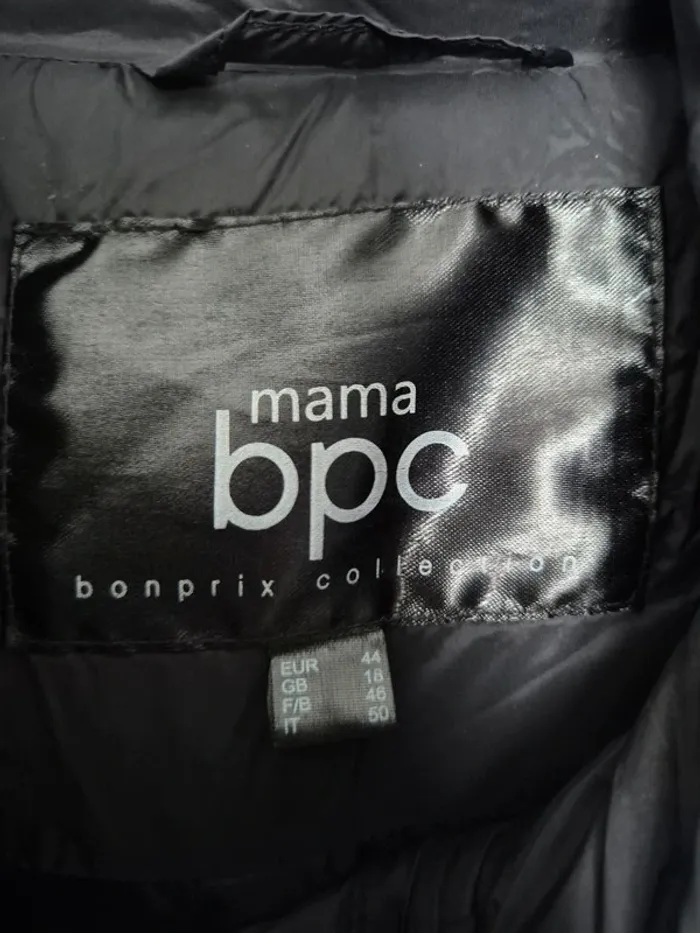 mama
bpc
bonprix collection
EUR 44
GB 18
F/B 46
IT 50